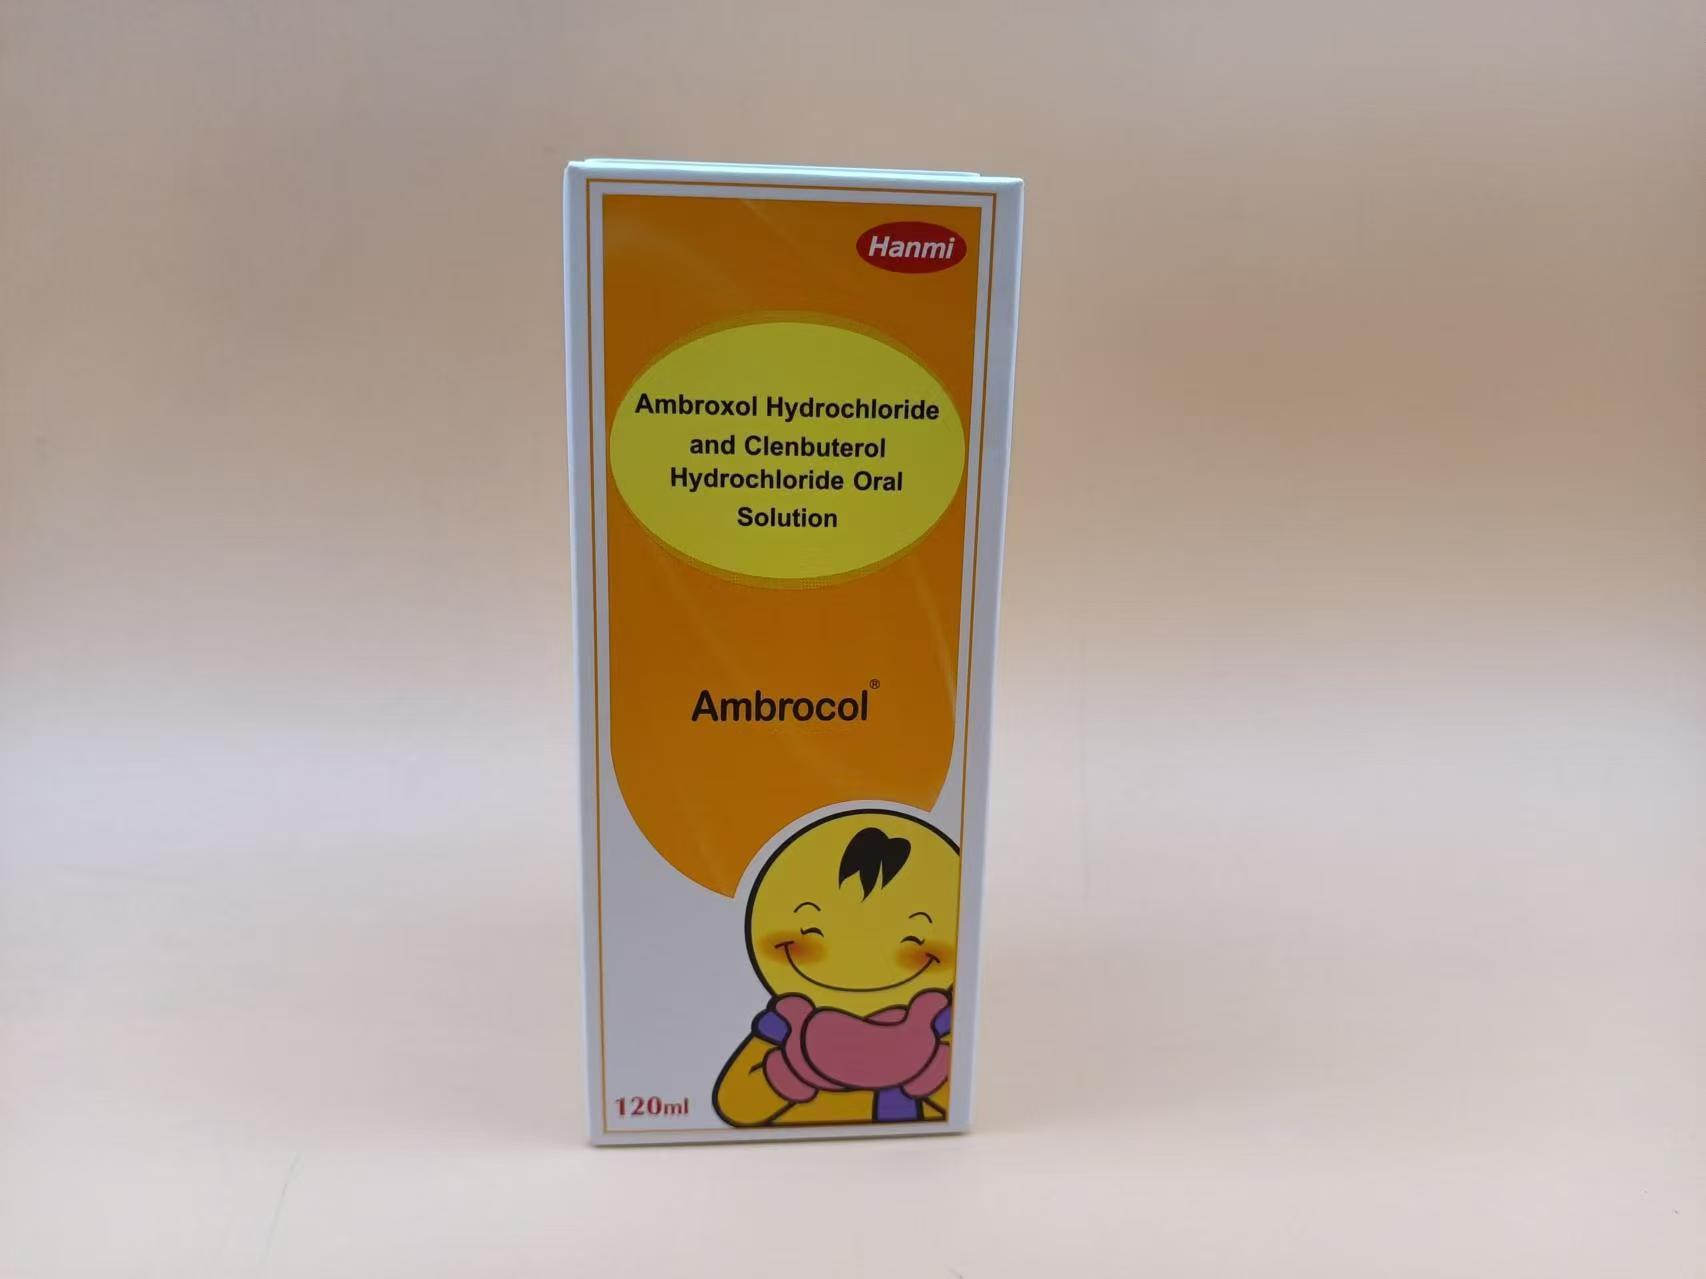 Hanmi
Ambroxol Hydrochloride
and Clenbuterol
Hydrochloride Oral
Solution
Ambrocol®
120ml